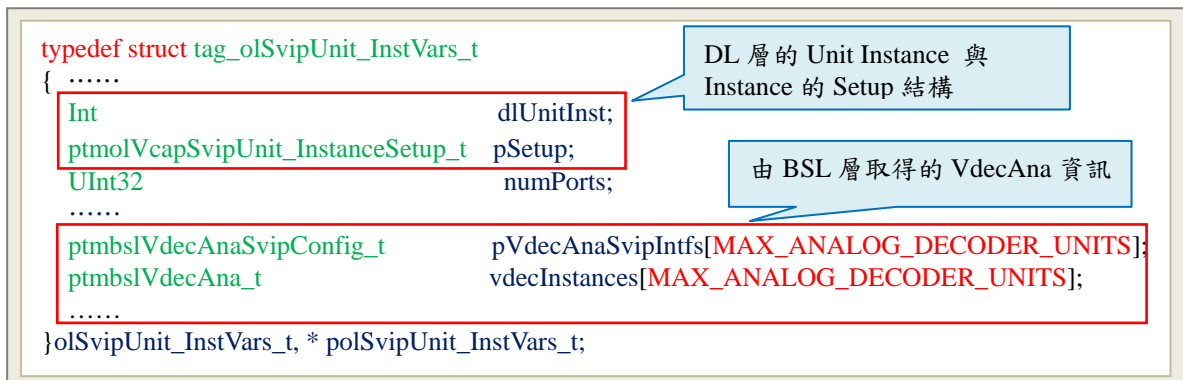 typedef struct tag_olSvipUnit_InstVars_t
{ ……
DL 層的 Unit Instance 與
Instance 的 Setup 結構
Int dlUnitInst;
ptmolVcapSvipUnit_InstanceSetup_t pSetup;
UInt32 numPorts;
由 BSL 層取得的 VdecAna 資訊
……
ptmbslVdecAnaSvipConfig_t pVdecAnaSvipIntfs[MAX_ANALOG_DECODER_UNITS];
ptmbslVdecAna_t vdecInstances[MAX_ANALOG_DECODER_UNITS];
……
}olSvipUnit_InstVars_t, * polSvipUnit_InstVars_t;